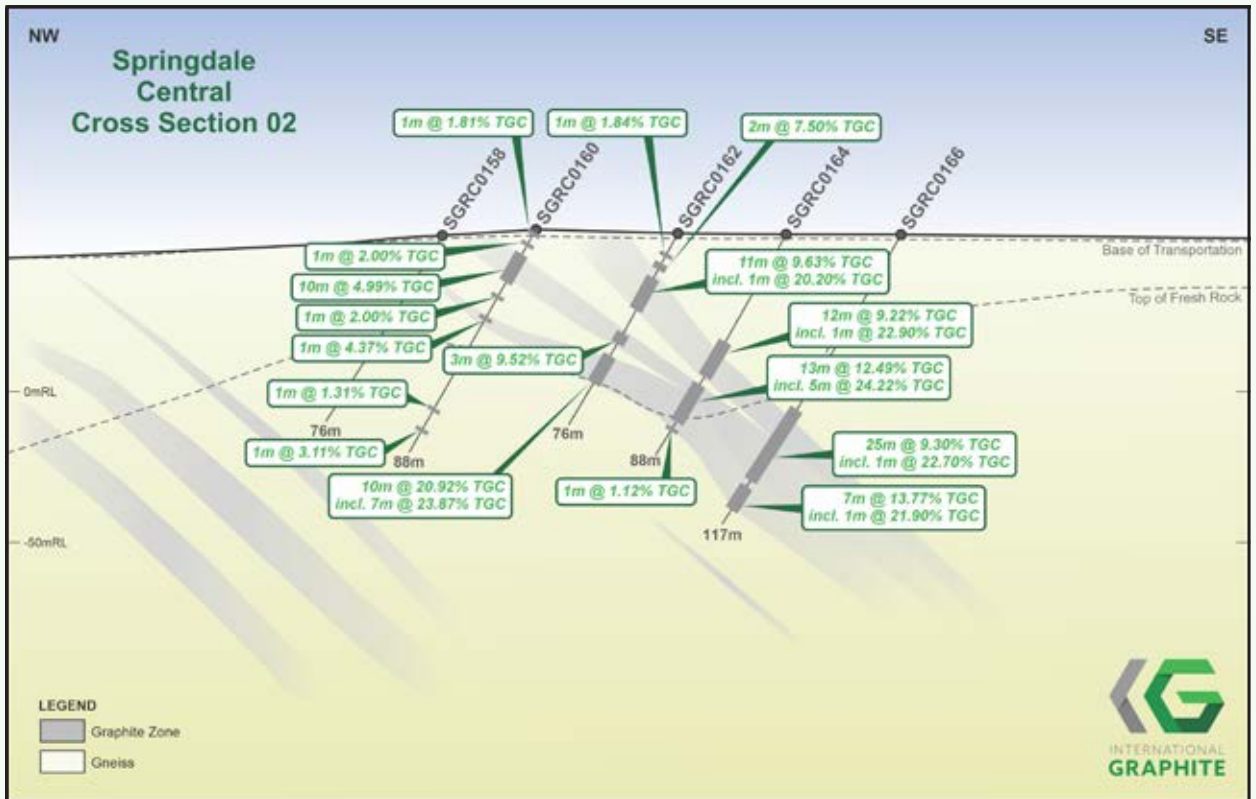 NW
SE
Springdale
Central
Cross Section 02
1m @ 1.81% TGC
1m @ 1.84% TGC
2m @ 7.50% TGC
SGRC0158
SGRC0160
SGRC0162
SGRC0164
SGRC0166
Base of Transportation
Top of Fresh Rock
1m @ 2.00% TGC
10m @ 4.99% TGC
1m @ 2.00% TGC
1m @ 4.37% TGC
11m @ 9.63% TGC
incl. 1m @ 20.20% TGC
12m @ 9.22% TGC
incl. 1m @ 22.90% TGC
3m @ 9.52% TGC
13m @ 12.49% TGC
incl. 5m @ 24.22% TGC
0mRL
1m @ 1.31% TGC
76m
76m
1m @ 3.11% TGC
88m
88m
25m @ 9.30% TGC
incl. 1m @ 22.70% TGC
10m @ 20.92% TGC
incl. 7m @ 23.87% TGC
1m @ 1.12% TGC
7m @ 13.77% TGC
incl. 1m @ 21.90% TGC
117m
-50mRL
LEGEND
Graphite Zone
Gneiss
INTERNATIONAL
GRAPHITE